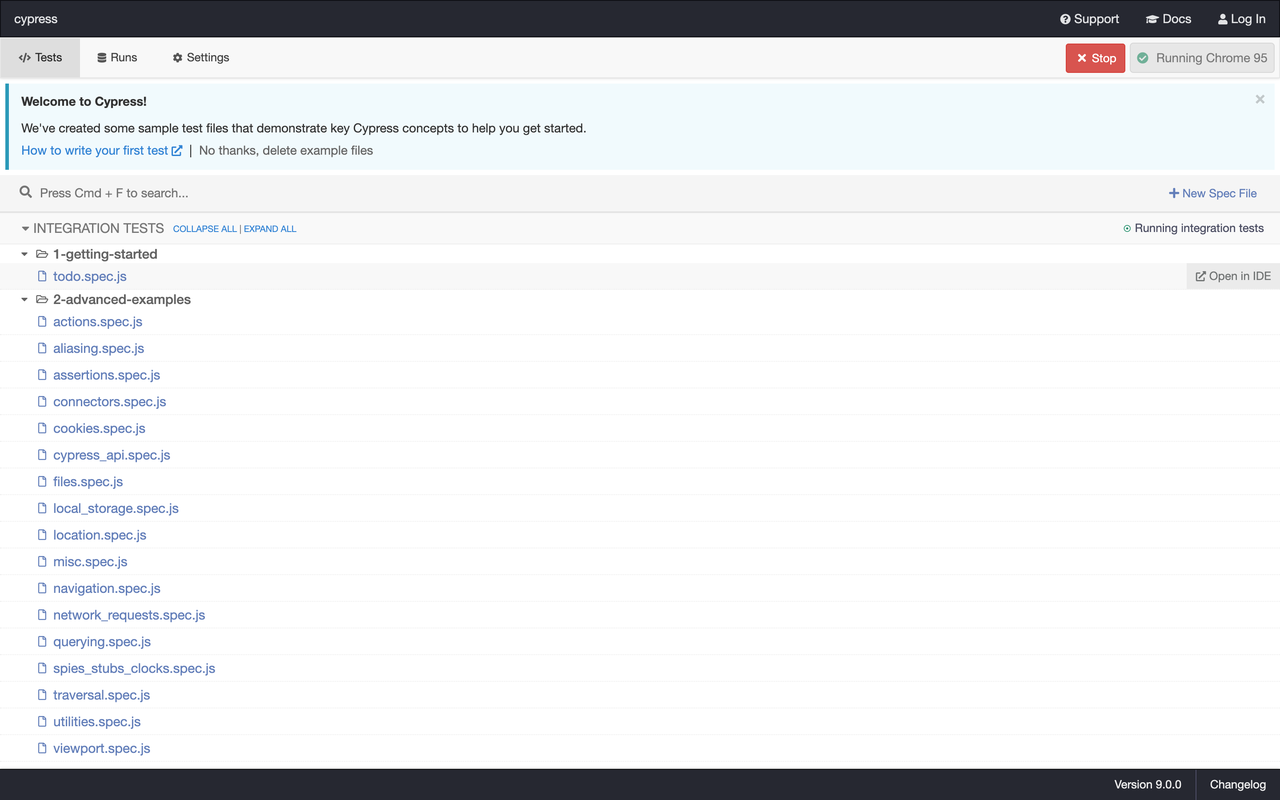 cypress Support Docs Log In
Tests Runs Settings Stop Running Chrome 95
Welcome to Cypress!
We've created some sample test files that demonstrate key Cypress concepts to help you get started.
How to write your first test | No thanks, delete example files
Press Cmd + F to search... New Spec File
INTEGRATION TESTS COLLAPSE ALL | EXPAND ALL Running integration tests
1-getting-started
todo.spec.js Open in IDE
2-advanced-examples
actions.spec.js
aliasing.spec.js
assertions.spec.js
connectors.spec.js
cookies.spec.js
cypress_api.spec.js
files.spec.js
local_storage.spec.js
location.spec.js
misc.spec.js
navigation.spec.js
network_requests.spec.js
querying.spec.js
spies_stubs_clocks.spec.js
traversal.spec.js
utilities.spec.js
viewport.spec.js
Version 9.0.0 Changelog